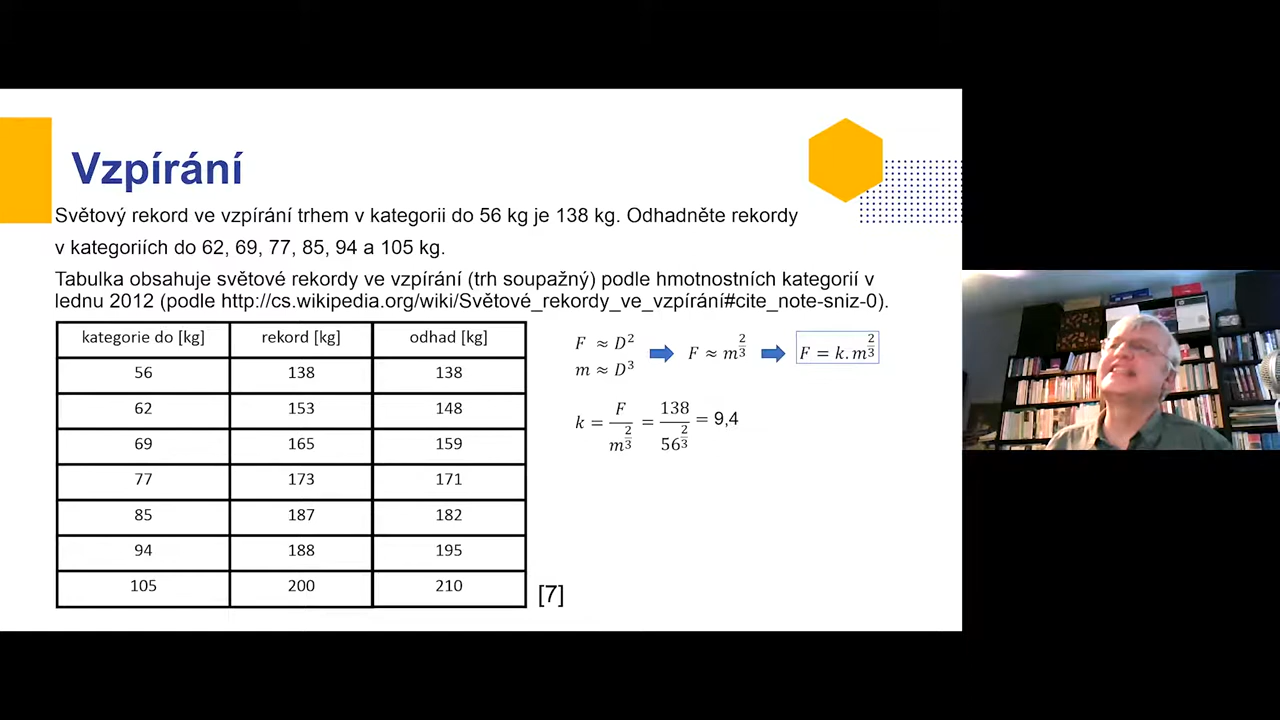 Vzpírání
Světový rekord ve vzpírání trhem v kategorii do 56 kg je 138 kg. Odhadněte rekordy
v kategoriích do 62, 69, 77, 85, 94 a 105 kg.
Tabulka obsahuje světové rekordy ve vzpírání (trh soupažný) podle hmotnostních kategorií v
lednu 2012 (podle http://cs.wikipedia.org/wiki/Světové_rekordy_ve_vzpírání#cite_note-sniz-0).
kategorie do [kg] rekord [kg] odhad [kg]
56 138 138
62 153 148
69 165 159
77 173 171
85 187 182
94 188 195
105 200 210
[7]
F ≈ D²
m ≈ D³
F ≈ m^(2/3)
F = k. m^(2/3)
k = F/m^(2/3) = 138/56^(2/3) = 9,4